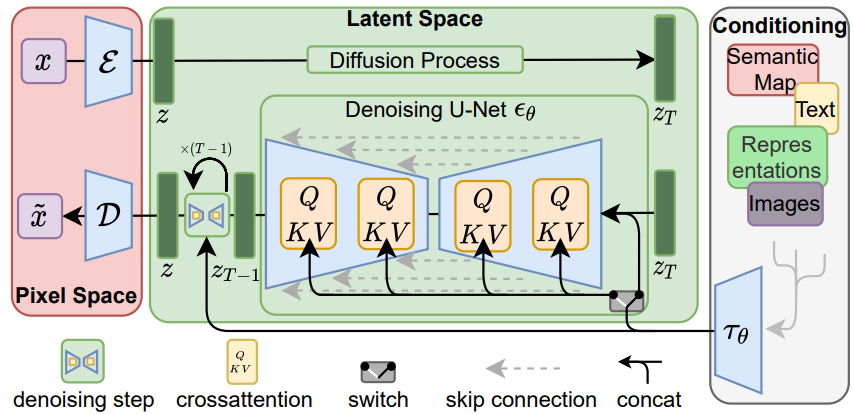 Latent Space
Conditioning
x
ℰ
z
Diffusion Process
z_T
Semantic
Map
Text
Repres
entations
Images
Denoising U-Net ϵ_θ
×(T−1)
x̃
𝒟
z
z_{T−1}
Q
KV
Q
KV
Q
KV
Q
KV
z_T
Pixel Space
τ_θ
Q
KV
denoising step
crossattention
switch
skip connection
concat